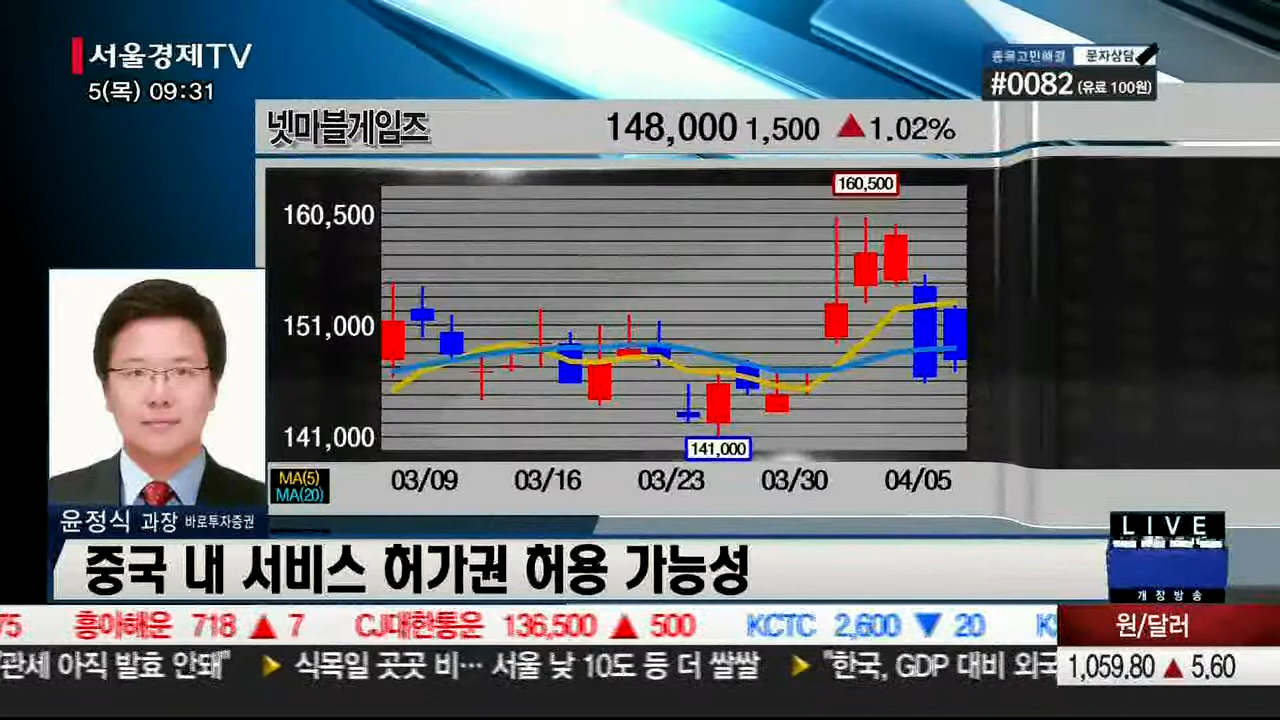 서울경제TV
5(목) 09:31
종목고민해결 문자상담
#0082 (유료 100원)
넷마블게임즈 148,000 1,500 ▲1.02%
160,500
160,500
151,000
141,000
141,000
MA(5)
MA(20)
03/09 03/16 03/23 03/30 04/05
윤정식 과장 바로투자증권
LIVE
개장방송
중국 내 서비스 허가권 허용 가능성
75 흥아해운 718 ▲ 7 CJ대한통운 136,500 ▲ 500 KCTC 2,600 ▼ 20
원/달러
관세 아직 발효 안돼" ▶ 식목일 곳곳 비… 서울 낮 10도 등 더 쌀쌀 ▶ "한국, GDP 대비 외국
1,059.80 ▲ 5.60